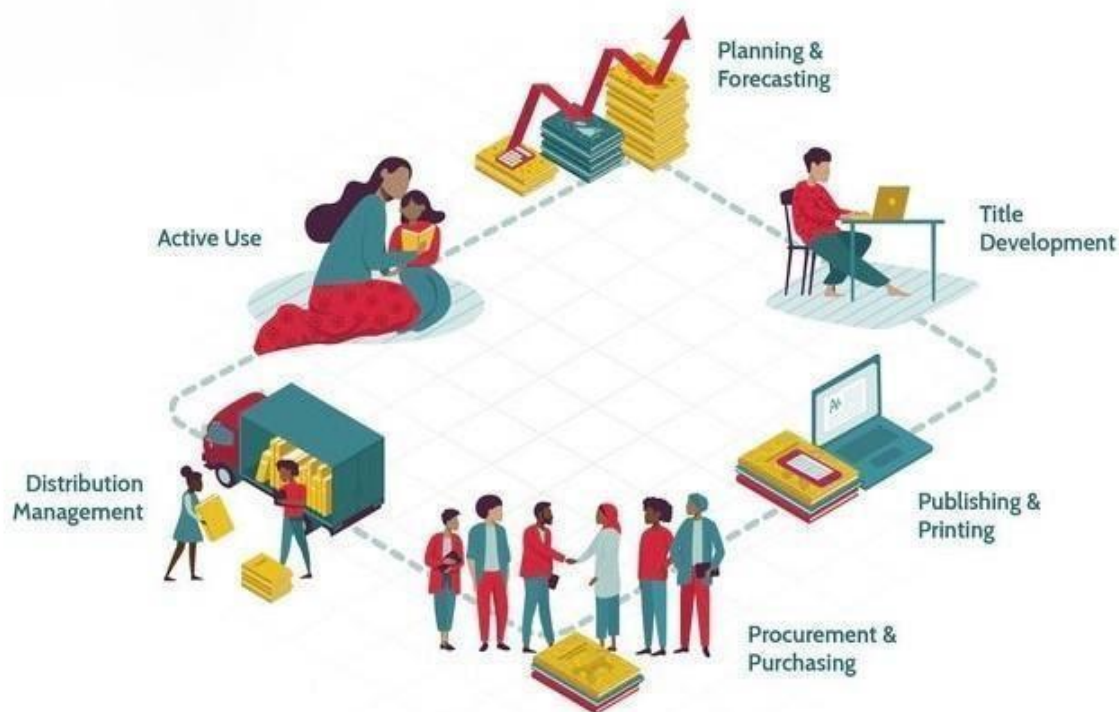 Planning &
Forecasting
Title
Development
Publishing &
Printing
Procurement &
Purchasing
Distribution
Management
Active Use
A+